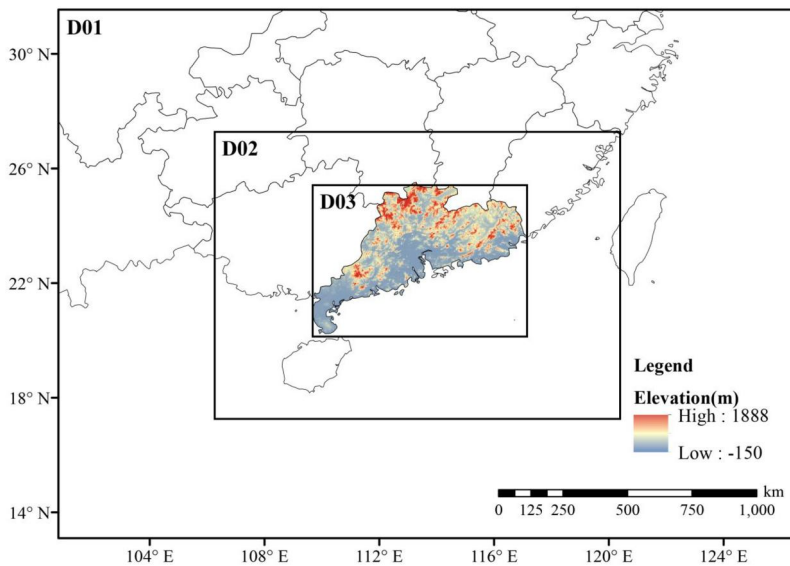 D01
30° N
26° N
22° N
18° N
14° N
D02
D03
Legend
Elevation(m)
High : 1888
Low : -150
km
0 125 250 500 750 1,000
104° E 108° E 112° E 116° E 120° E 124° E